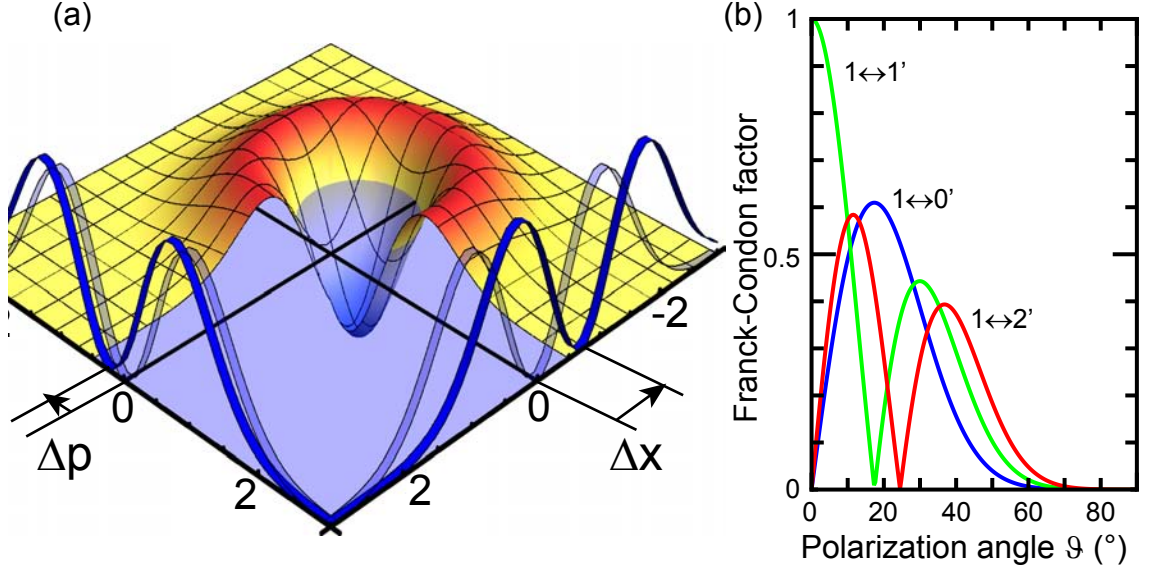 (a)
0
2
Δp
2
0
-2
Δx
(b)
1
0.5
0
Franck-Condon factor
1↔1’
1↔0’
1↔2’
0 20 40 60 80
Polarization angle ϑ (°)